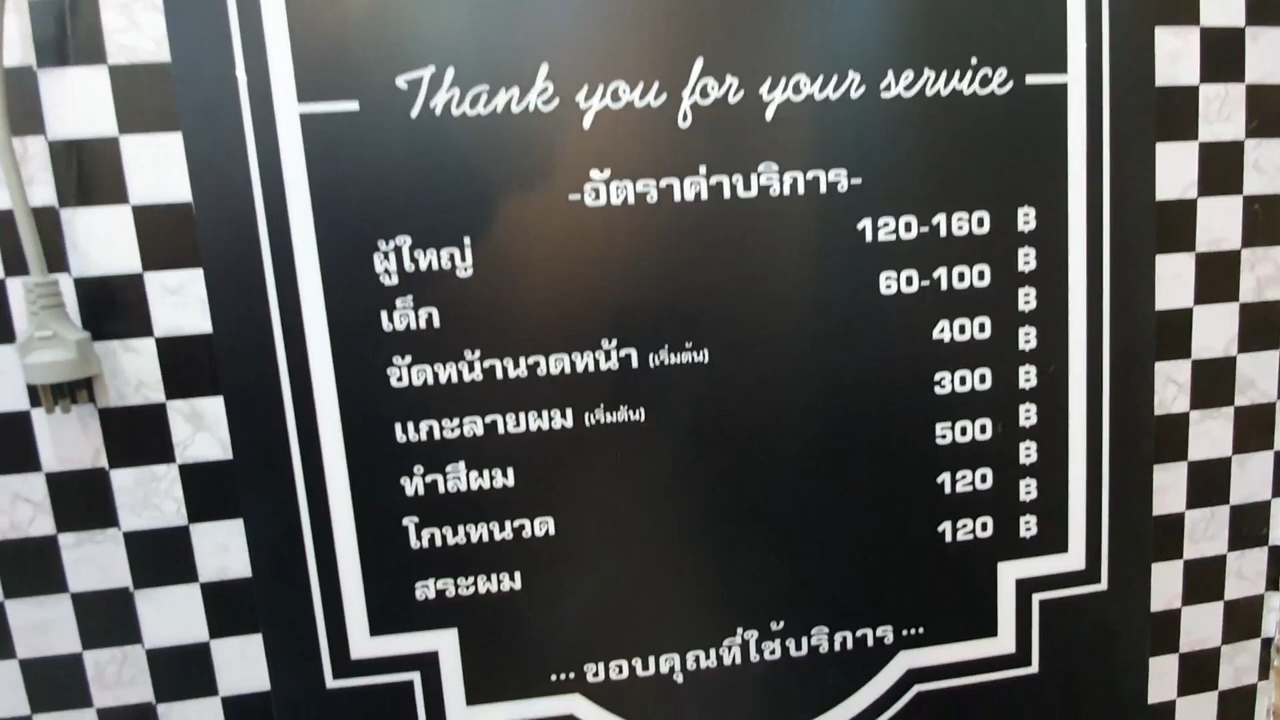 Thank you for your service
-อัตราค่าบริการ-
ผู้ใหญ่ 120-160 ฿
เด็ก 60-100 ฿
ขัดหน้านวดหน้า (เริ่มต้น) 400 ฿
แกะลายผม (เริ่มต้น) 300 ฿
ทำสีผม 500 ฿
โกนหนวด 120 ฿
สระผม 120 ฿
฿
฿
... ขอบคุณที่ใช้บริการ ...